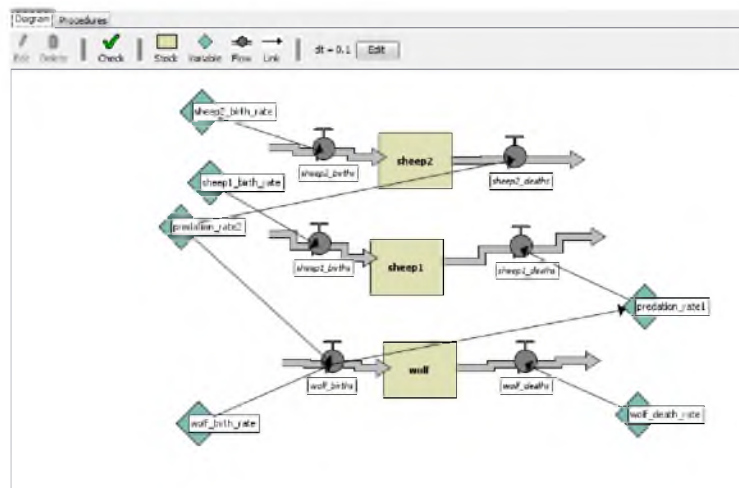 Diagram Procedures
Edit Delete Check Stock Variable Flow Link dt = 0.1 Edit
sheep2_birth_rate
sheep2
sheep2_births
sheep2_deaths
sheep1_birth_rate
predation_rate2
sheep1
sheep1_births
sheep1_deaths
predation_rate1
wolf
wolf_births
wolf_deaths
wolf_birth_rate
wolf_death_rate